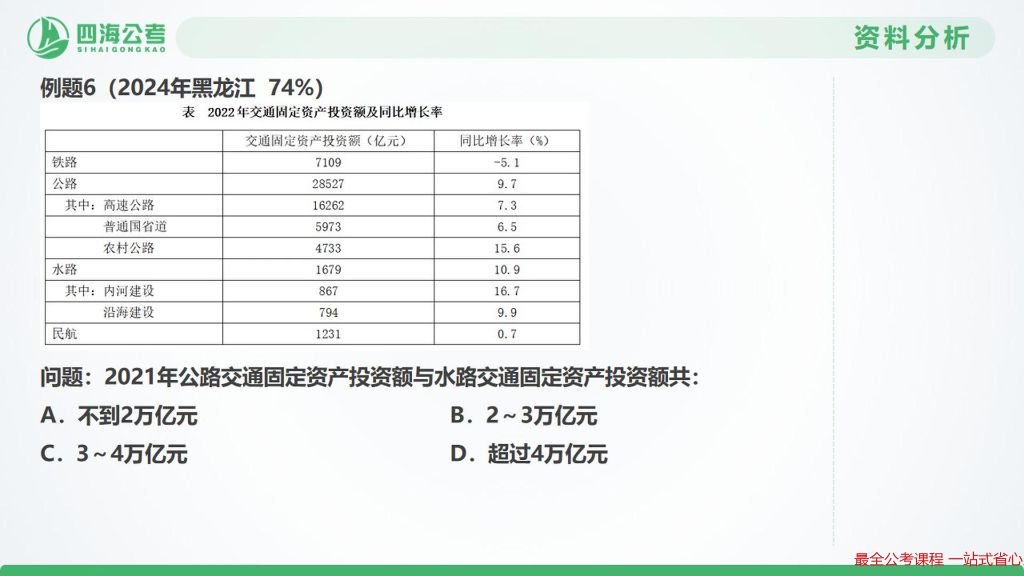 四海公考
SIHAIGONGKAO
资料分析
例题6（2024年黑龙江 74%）
表 2022年交通固定资产投资额及同比增长率
交通固定资产投资额（亿元） 同比增长率（%）
铁路 7109 -5.1
公路 28527 9.7
其中：高速公路 16262 7.3
普通国省道 5973 6.5
农村公路 4733 15.6
水路 1679 10.9
其中：内河建设 867 16.7
沿海建设 794 9.9
民航 1231 0.7
问题：2021年公路交通固定资产投资额与水路交通固定资产投资额共：
A．不到2万亿元 B．2～3万亿元
C．3～4万亿元 D．超过4万亿元
最全公考课程 一站式省心